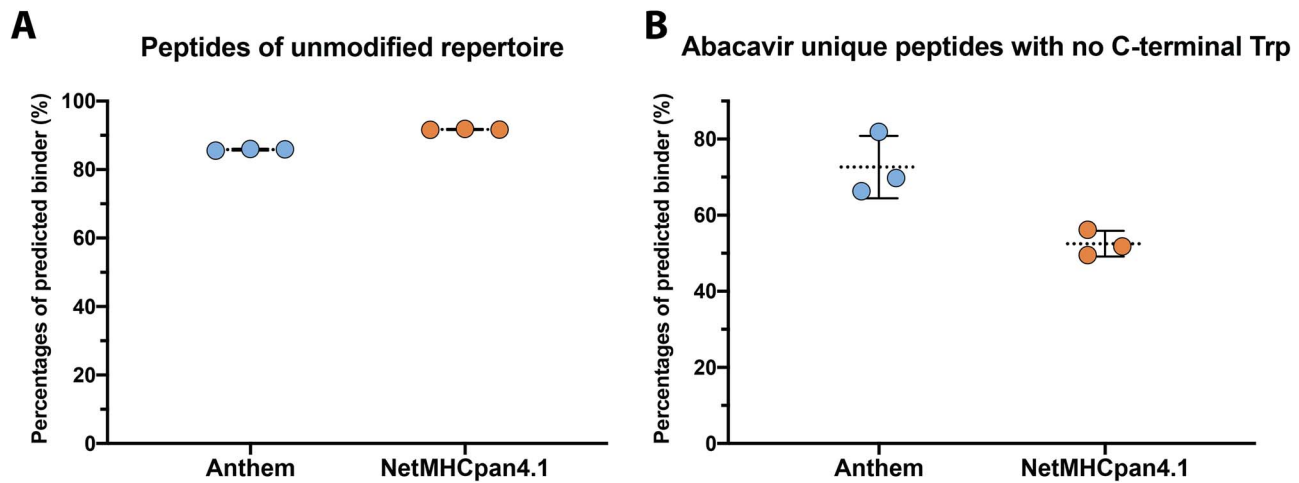 A
Peptides of unmodified repertoire
Percentages of predicted binder (%)
100
80
60
40
20
0
Anthem
NetMHCpan4.1
B
Abacavir unique peptides with no C-terminal Trp
Percentages of predicted binder (%)
80
60
40
20
0
Anthem
NetMHCpan4.1